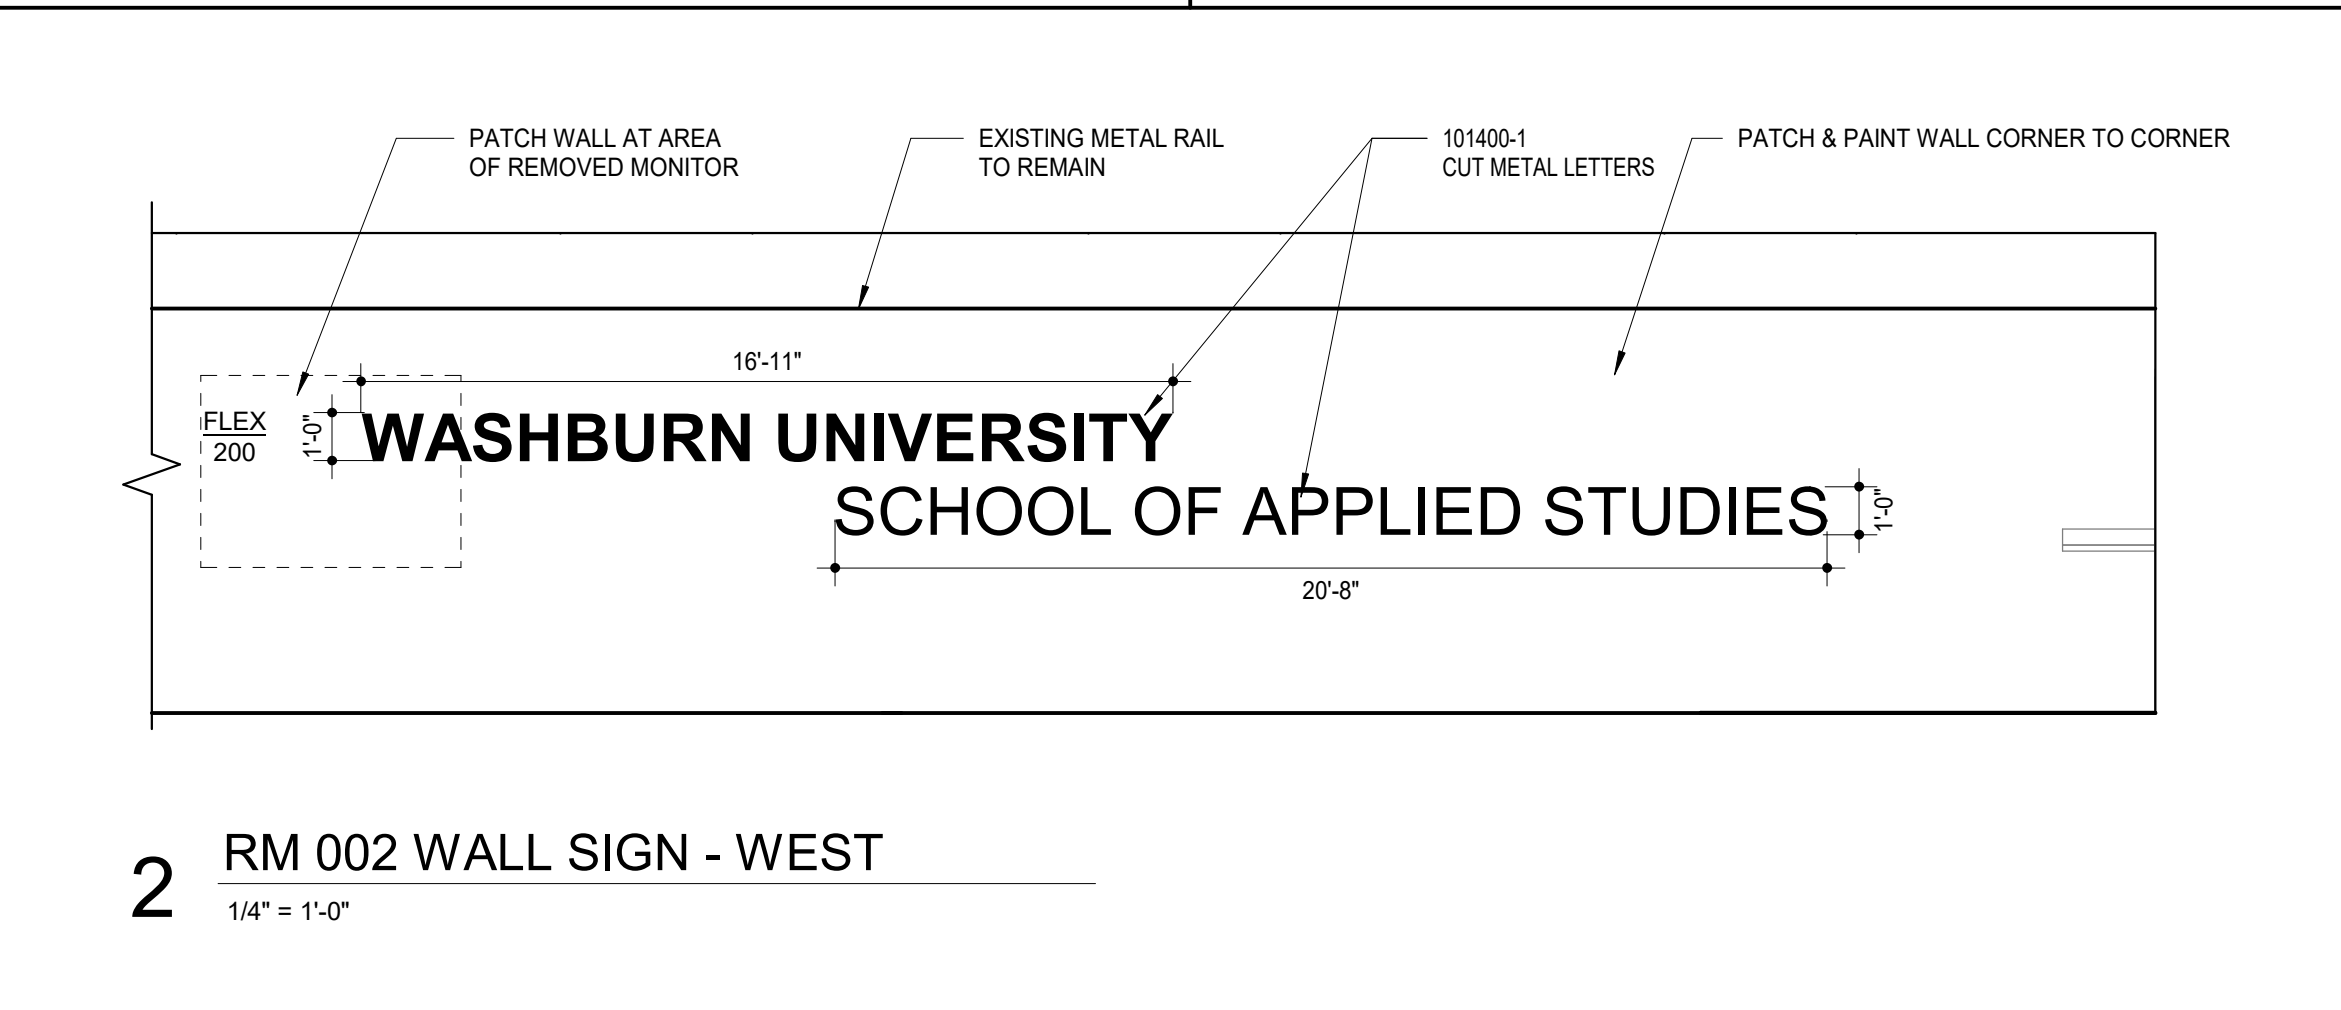 PATCH WALL AT AREA
OF REMOVED MONITOR
EXISTING METAL RAIL
TO REMAIN
101400-1
CUT METAL LETTERS
PATCH & PAINT WALL CORNER TO CORNER
16'-11"
FLEX
200
1'-0"
WASHBURN UNIVERSITY
SCHOOL OF APPLIED STUDIES
1'-0"
20'-8"
2
RM 002 WALL SIGN - WEST
1/4" = 1'-0"